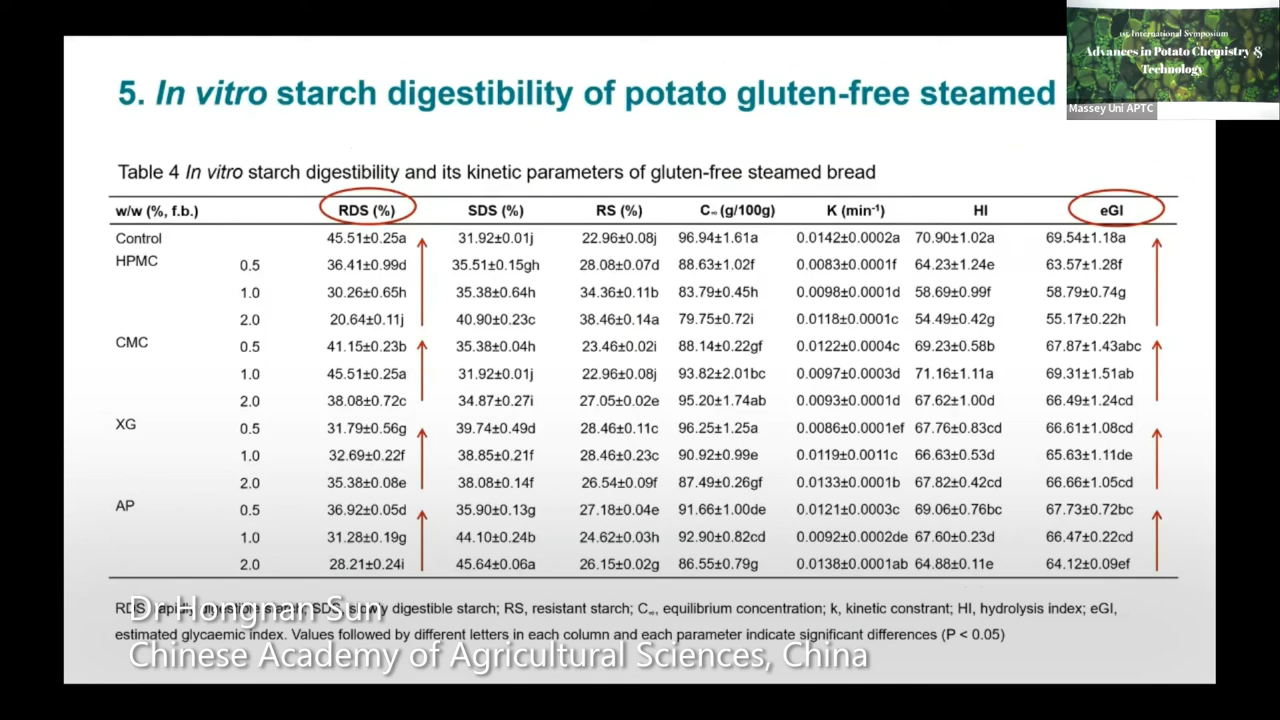 1st International Symposium
Advances in Potato Chemistry &
Technology
Massey Uni APTC
5. In vitro starch digestibility of potato gluten-free steamed
Table 4 In vitro starch digestibility and its kinetic parameters of gluten-free steamed bread
w/w (%, f.b.) RDS (%) SDS (%) RS (%) C∞ (g/100g) K (min⁻¹) HI eGI
Control 45.51±0.25a 31.92±0.01j 22.96±0.08j 96.94±1.61a 0.0142±0.0002a 70.90±1.02a 69.54±1.18a
HPMC 0.5 36.41±0.99d 35.51±0.15gh 28.08±0.07d 88.63±1.02f 0.0083±0.0001f 64.23±1.24e 63.57±1.28f
1.0 30.26±0.65h 35.38±0.64h 34.36±0.11b 83.79±0.45h 0.0098±0.0001d 58.69±0.99f 58.79±0.74g
2.0 20.64±0.11j 40.90±0.23c 38.46±0.14a 79.75±0.72i 0.0118±0.0001c 54.49±0.42g 55.17±0.22h
CMC 0.5 41.15±0.23b 35.38±0.04h 23.46±0.02i 88.14±0.22gf 0.0122±0.0004c 69.23±0.58b 67.87±1.43abc
1.0 45.51±0.25a 31.92±0.01j 22.96±0.08j 93.82±2.01bc 0.0097±0.0003d 71.16±1.11a 69.31±1.51ab
2.0 38.08±0.72c 34.87±0.27i 27.05±0.02e 95.20±1.74ab 0.0093±0.0001d 67.62±1.00d 66.49±1.24cd
XG 0.5 31.79±0.56g 39.74±0.49d 28.46±0.11c 96.25±1.25a 0.0086±0.0001ef 67.76±0.83cd 66.61±1.08cd
1.0 32.69±0.22f 38.85±0.21f 28.46±0.23c 90.92±0.99e 0.0119±0.0011c 66.63±0.53d 65.63±1.11de
2.0 35.38±0.08e 38.08±0.14f 26.54±0.09f 87.49±0.26gf 0.0133±0.0001b 67.82±0.42cd 66.66±1.05cd
AP 0.5 36.92±0.05d 35.90±0.13g 27.18±0.04e 91.66±1.00de 0.0121±0.0003c 69.06±0.76bc 67.73±0.72bc
1.0 31.28±0.19g 44.10±0.24b 24.62±0.03h 92.90±0.82cd 0.0092±0.0002de 67.60±0.23d 66.47±0.22cd
2.0 28.21±0.24i 45.64±0.06a 26.15±0.02g 86.55±0.79g 0.0138±0.0001ab 64.88±0.11e 64.12±0.09ef
RDS, rapidly digestible starch; SDS, slowly digestible starch; RS, resistant starch; C∞, equilibrium concentration; k, kinetic constrant; HI, hydrolysis index; eGI,
Dr Hongnan Sun
estimated glycaemic index. Values followed by different letters in each column and each parameter indicate significant differences (P < 0.05)
Chinese Academy of Agricultural Sciences, China